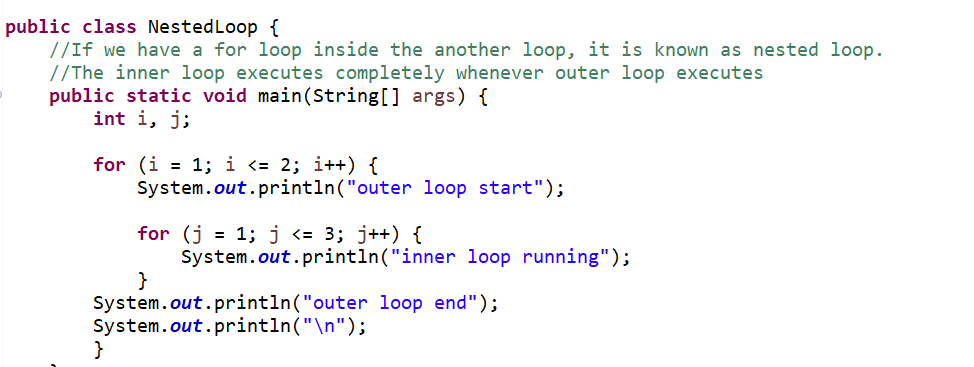 public class NestedLoop {
//If we have a for loop inside the another loop, it is known as nested loop.
//The inner loop executes completely whenever outer loop executes
public static void main(String[] args) {
int i, j;
for (i = 1; i <= 2; i++) {
System.out.println("outer loop start");
for (j = 1; j <= 3; j++) {
System.out.println("inner loop running");
}
System.out.println("outer loop end");
System.out.println("\n");
}